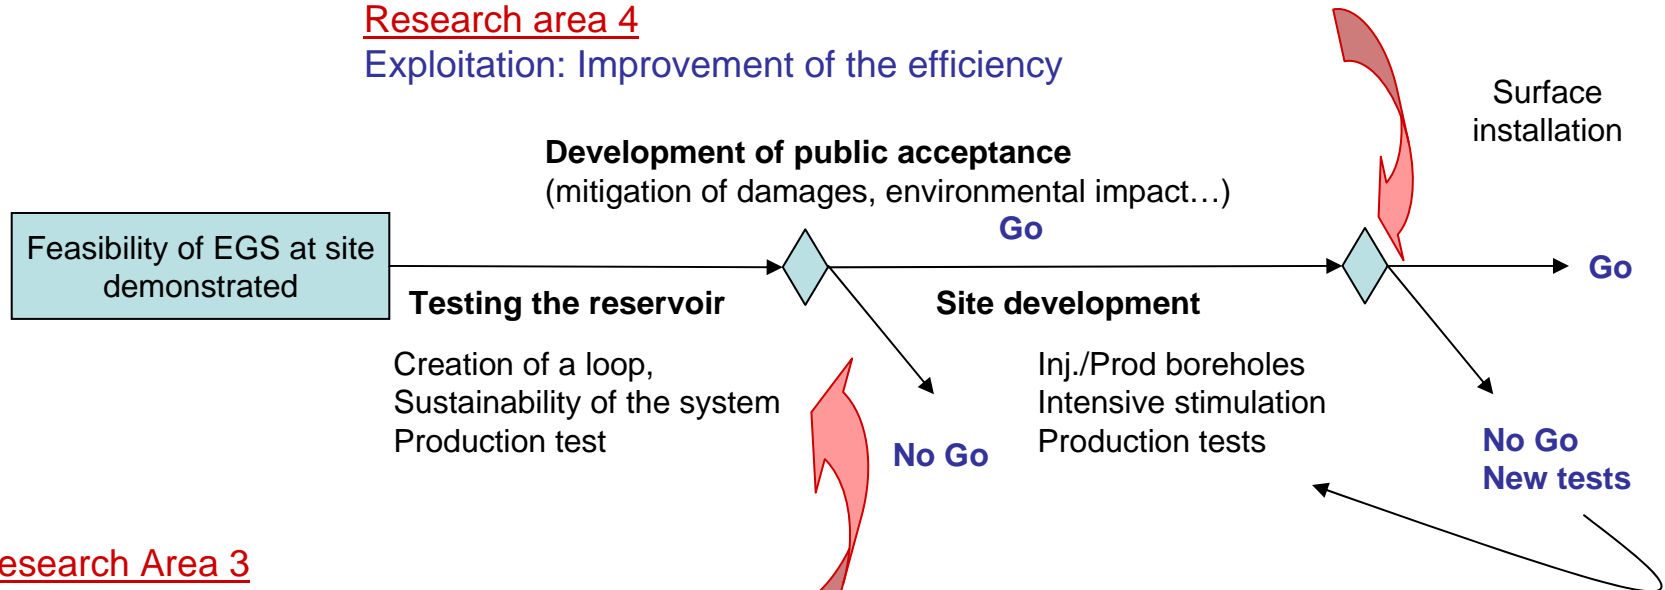 Research area 4
Exploitation: Improvement of the efficiency
Surface
installation
Development of public acceptance
(mitigation of damages, environmental impact…)
Go
Feasibility of EGS at site
demonstrated
Go
Testing the reservoir
Site development
Creation of a loop,
Sustainability of the system
Production test
Inj./Prod boreholes
Intensive stimulation
Production tests
No Go
No Go
New tests
esearch Area 3